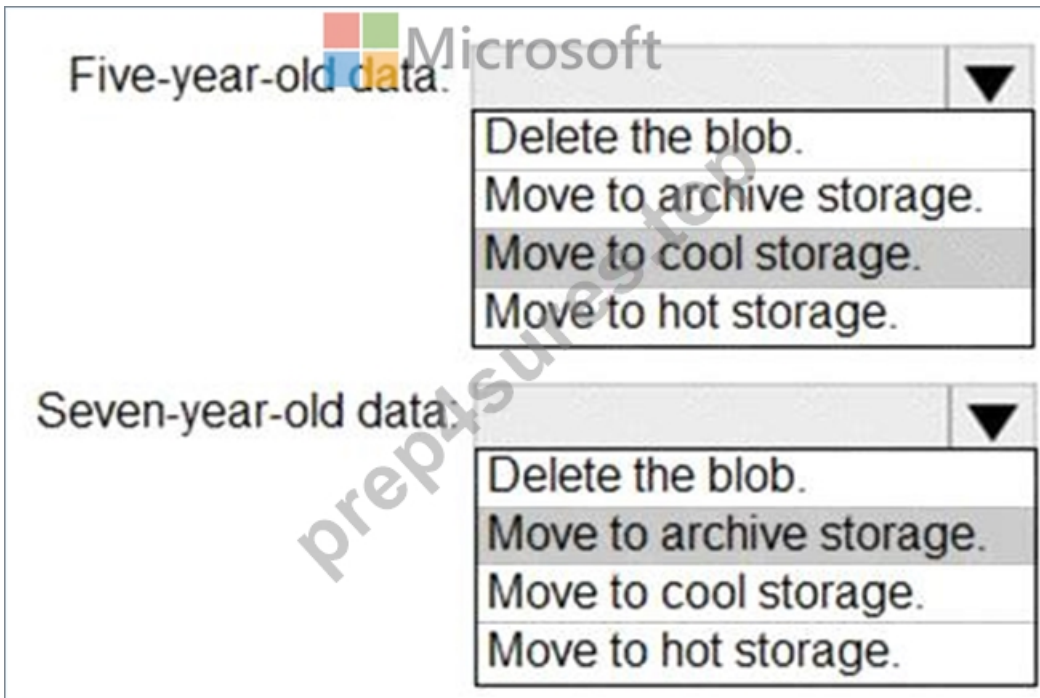 Microsoft
Five-year-old data:
Delete the blob.
Move to archive storage.
Move to cool storage.
Move to hot storage.
Seven-year-old data:
Delete the blob.
Move to archive storage.
Move to cool storage.
Move to hot storage.
prep4sures.top